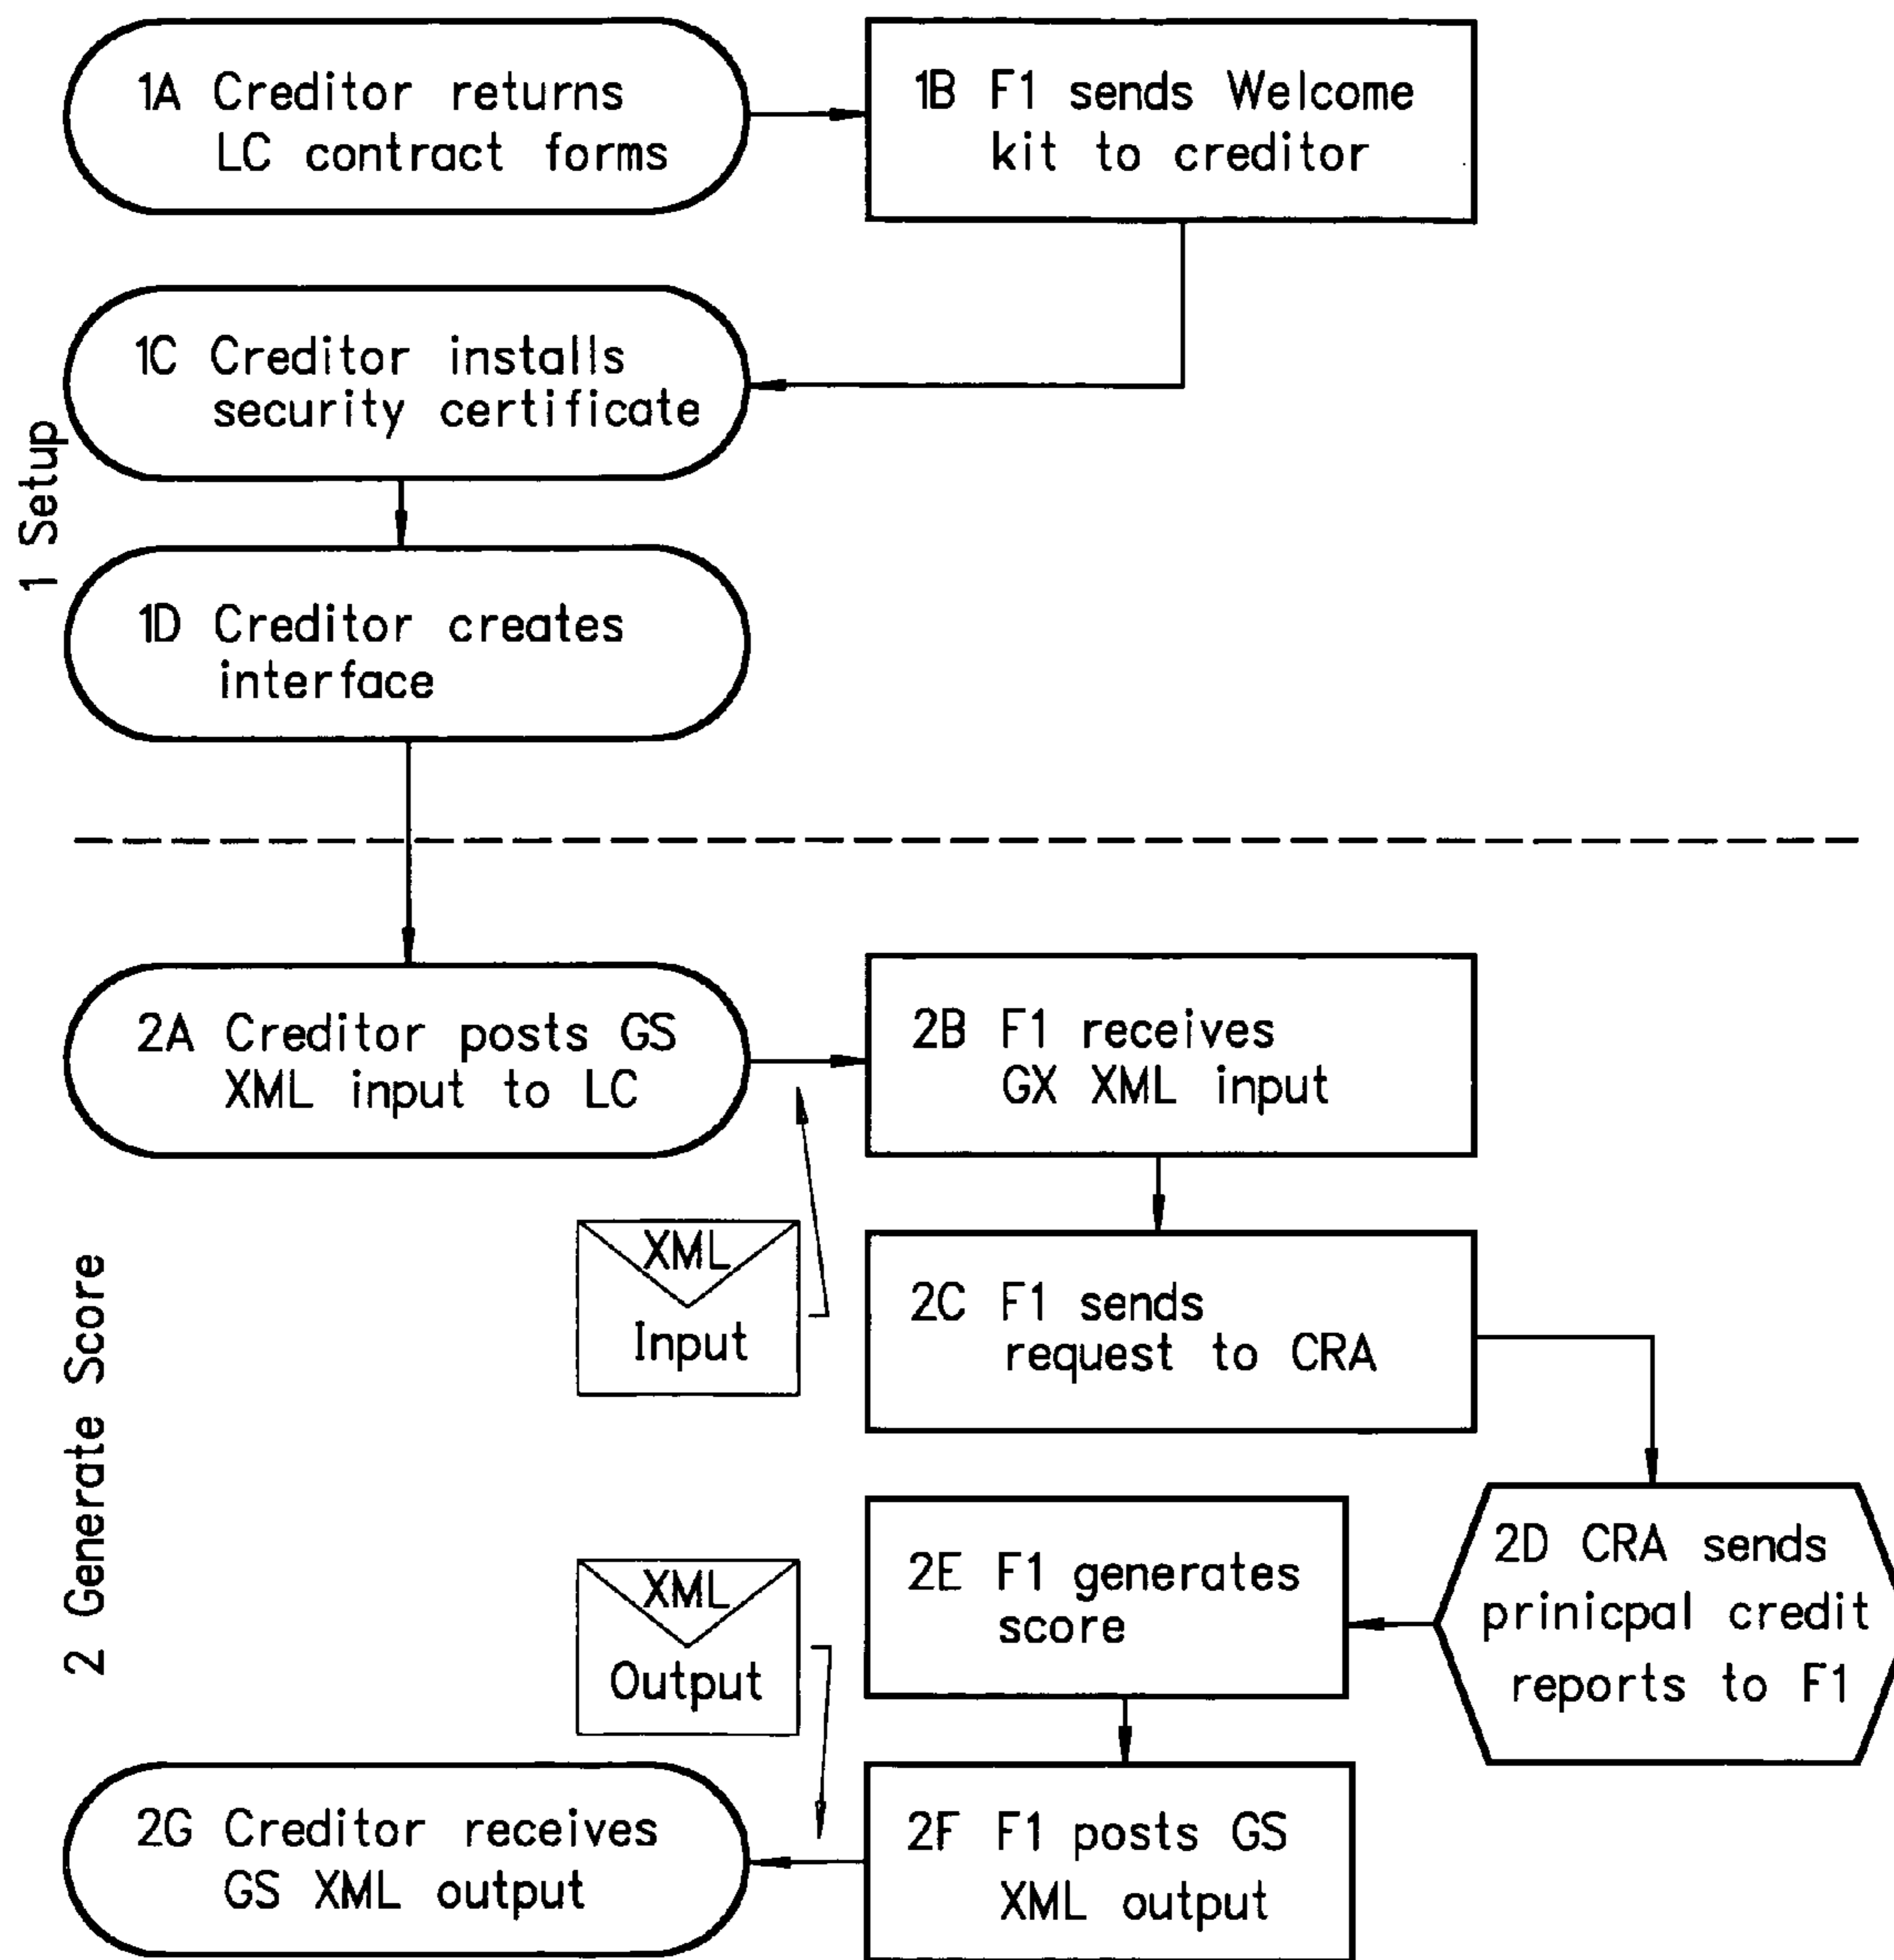 1A Creditor returns
LC contract forms
1B F1 sends Welcome
kit to creditor
1C Creditor installs
security certificate
1 Setup
1D Creditor creates
interface
2A Creditor posts GS
XML input to LC
2B F1 receives
GX XML input
XML
Input
2C F1 sends
request to CRA
2 Generate Score
2D CRA sends
prinicpal credit
reports to F1
2E F1 generates
score
XML
Output
2F F1 posts GS
XML output
2G Creditor receives
GS XML output